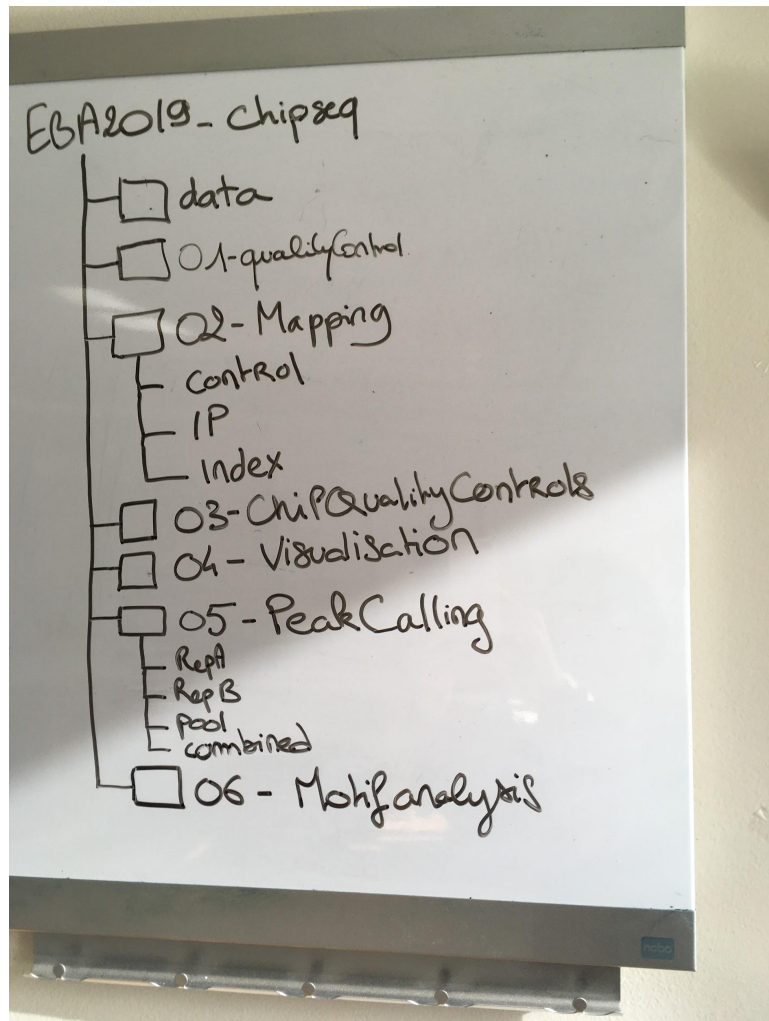 EBA2019_chipseq
data
01-qualityControl
02-Mapping
Control
IP
Index
03-ChIPQualityControls
04-Visualisation
05-PeakCalling
RepA
RepB
pool
combined
06-Motifanalysis
nobo